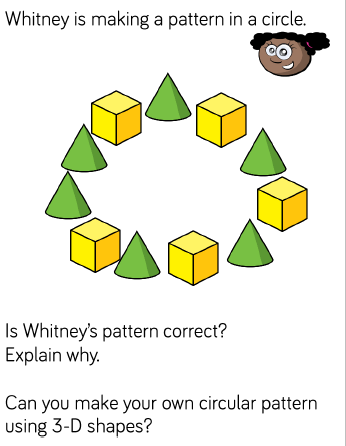 Whitney is making a pattern in a circle.
Is Whitney's pattern correct?
Explain why.
Can you make your own circular pattern
using 3-D shapes?